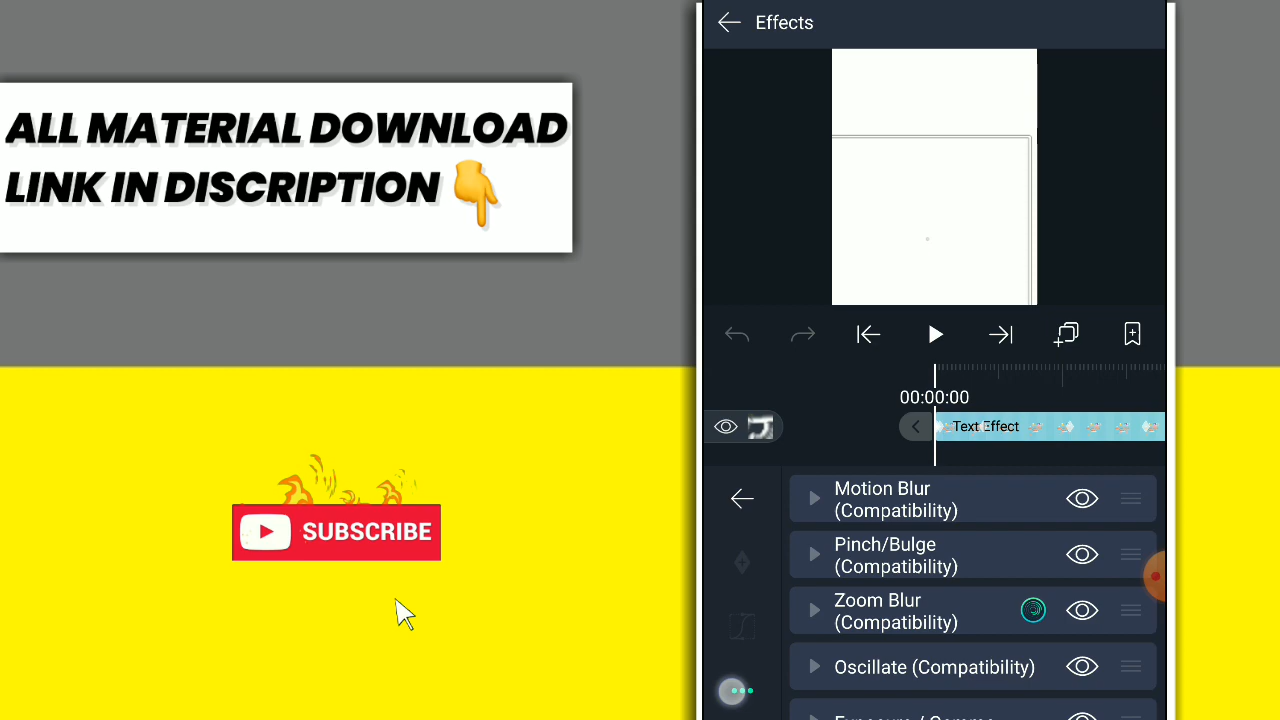 Effects
ALL MATERIAL DOWNLOAD
LINK IN DISCRIPTION
00:00:00
Text Effect
Motion Blur
(Compatibility)
Pinch/Bulge
(Compatibility)
Zoom Blur
(Compatibility)
Oscillate (Compatibility)
SUBSCRIBE